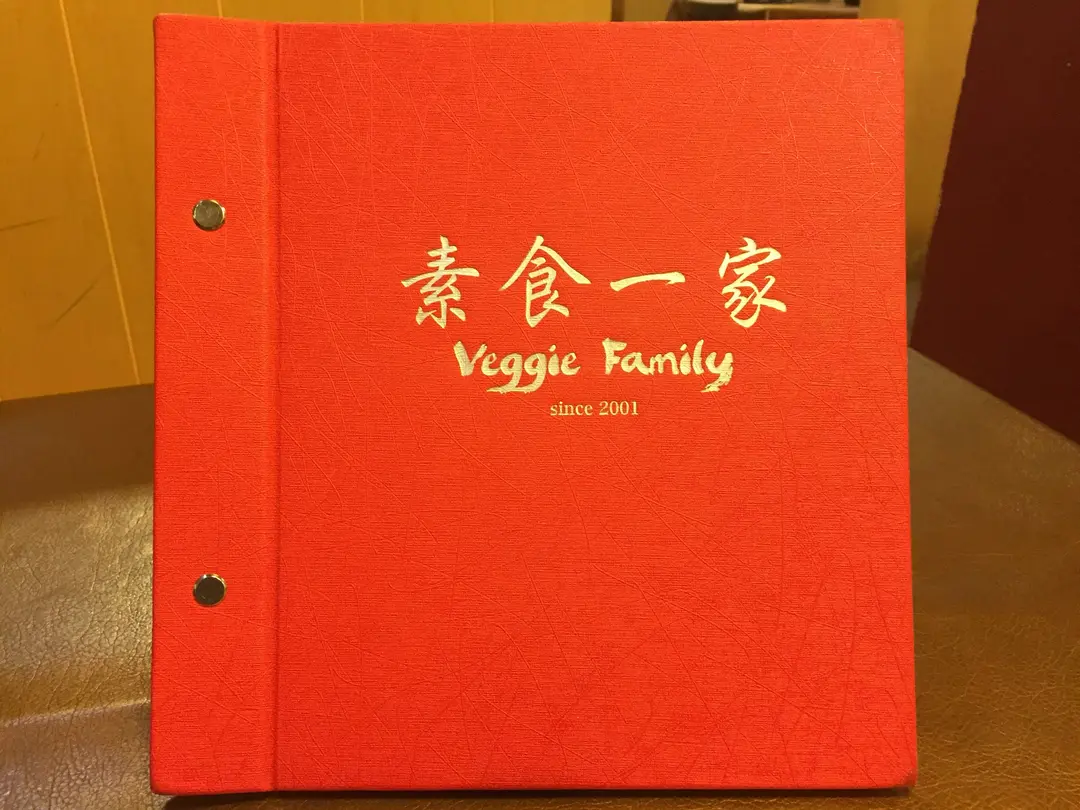 素食一家
Veggie Family
since 2001